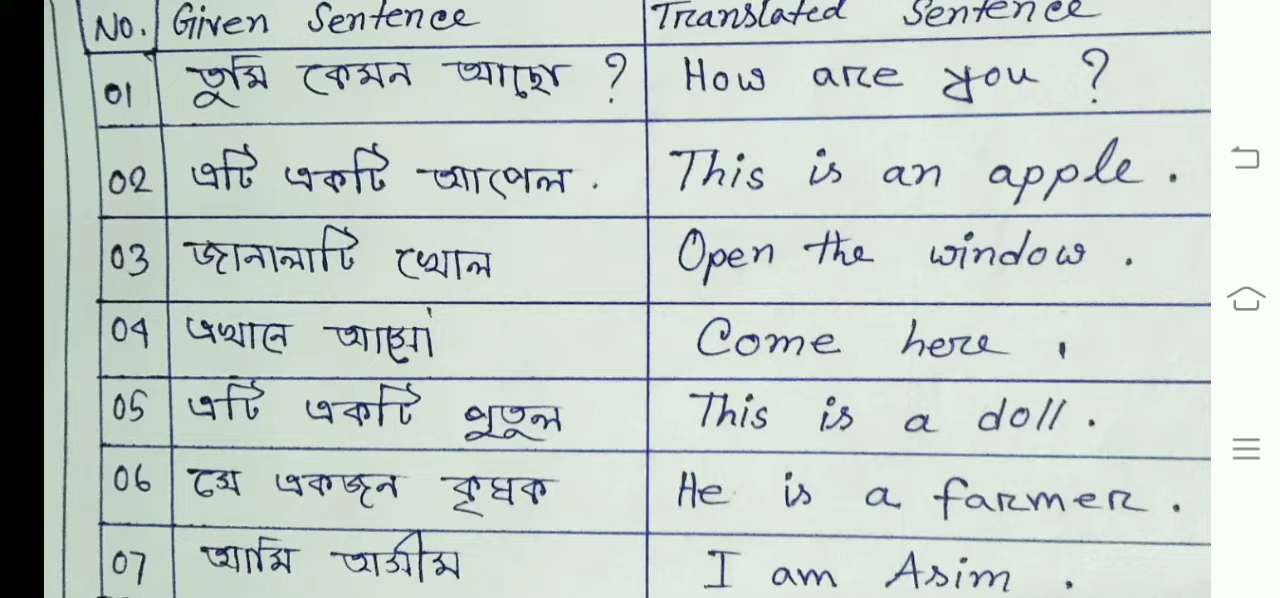 No. Given Sentence Translated Sentence
01 তুমি কেমন আছো ? How are you ?
02 এটি একটি আপেল . This is an apple .
03 জানালাটি খোল Open the window .
04 এখানে আসো Come here .
05 এটি একটি পুতুল This is a doll .
06 সে একজন কৃষক He is a farmer .
07 আমি অসীম I am Asim .